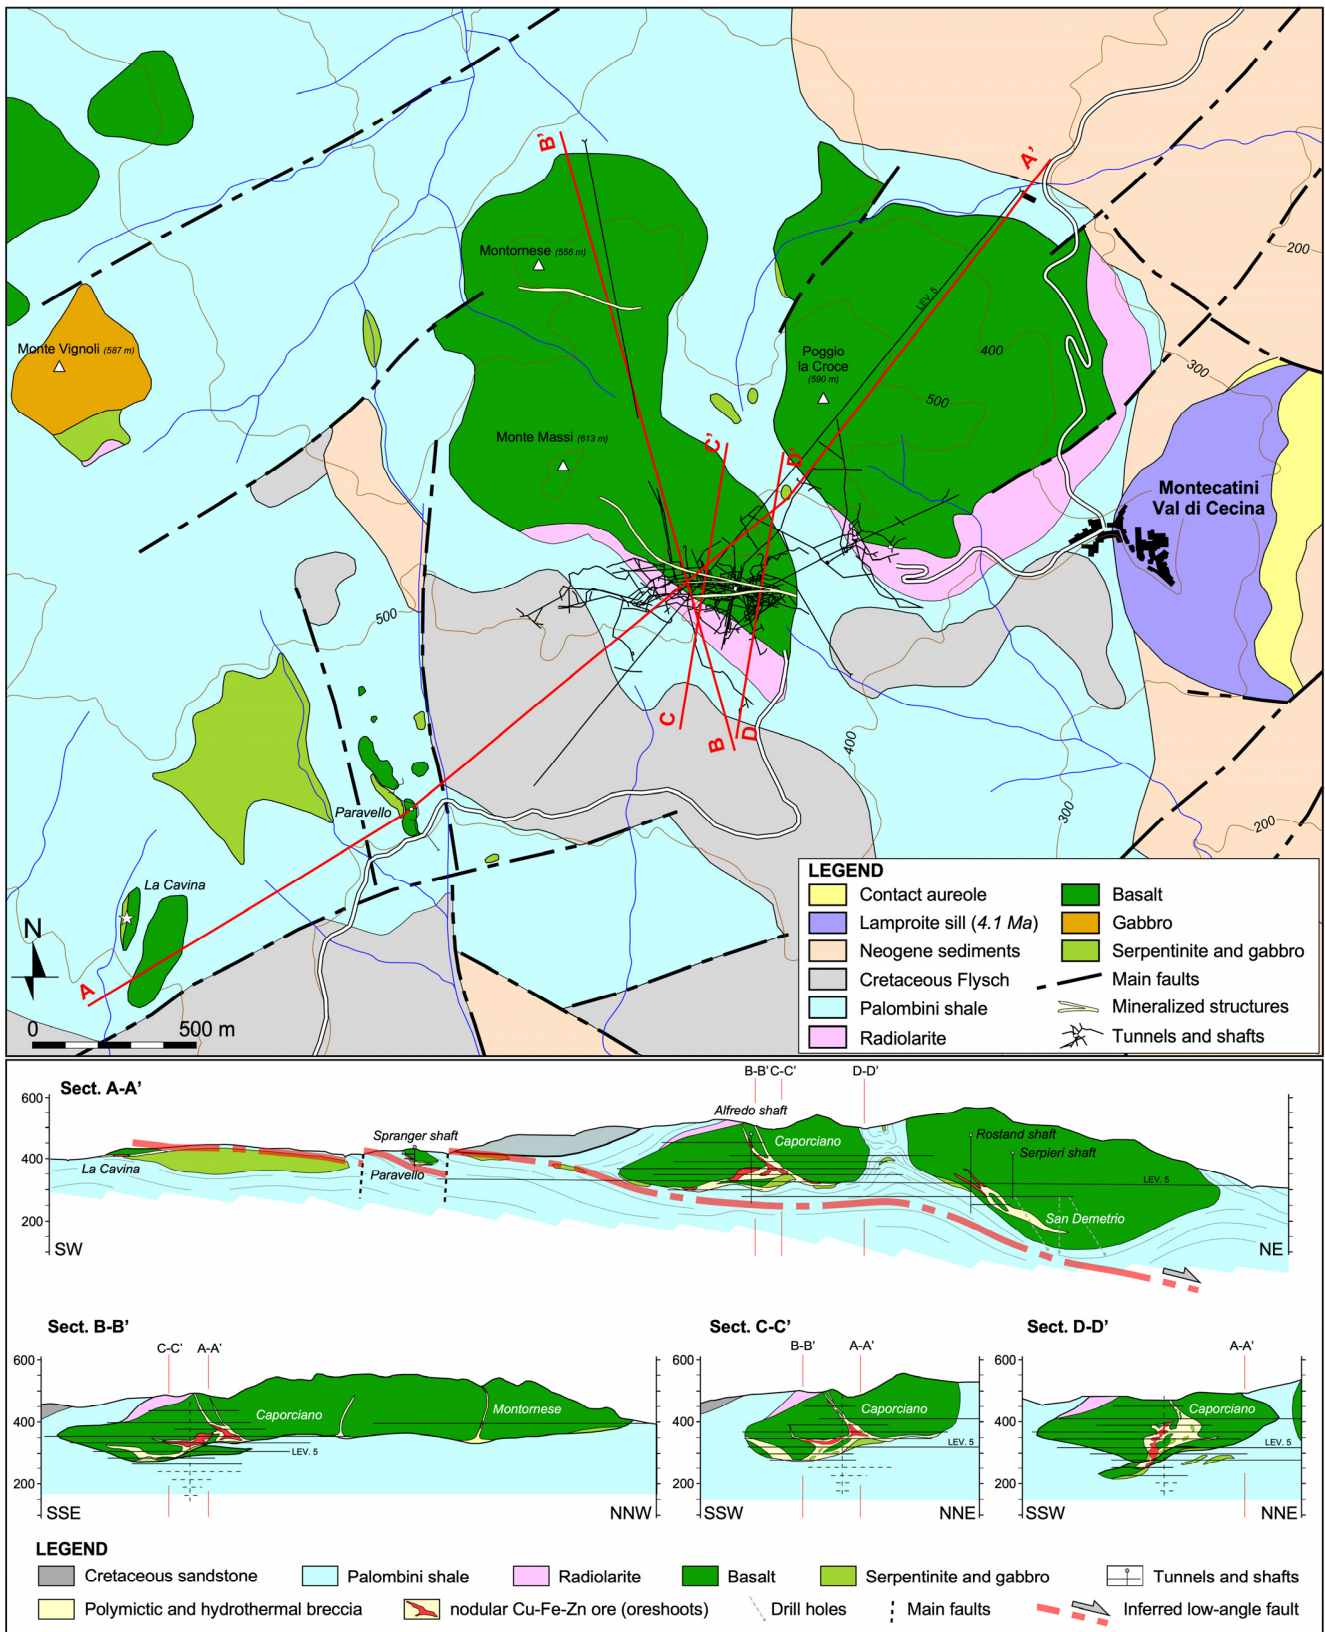 B'
A'
Montornese (556 m)
LEV. 5
200
Monte Vignoli (587 m)
Poggio
la Croce
(590 m)
400
300
500
Monte Massi (613 m)
C'
D'
Montecatini
Val di Cecina
500
C
B
D
400
300
200
Paravello
La Cavina
N
A
0 500 m
LEGEND
Contact aureole
Lamproite sill (4.1 Ma)
Neogene sediments
Cretaceous Flysch
Palombini shale
Radiolarite
Basalt
Gabbro
Serpentinite and gabbro
Main faults
Mineralized structures
Tunnels and shafts
Sect. A-A'
B-B' C-C' D-D'
600
400
200
Alfredo shaft
Spranger shaft
Caporciano
Rostand shaft
Serpieri shaft
La Cavina
Paravello
LEV. 5
San Demetrio
SW NE
Sect. B-B'
C-C' A-A'
600
400
200
Caporciano
Montornese
LEV. 5
SSE NNW
Sect. C-C'
B-B' A-A'
600
400
200
Caporciano
LEV. 5
SSW NNE
Sect. D-D'
A-A'
600
400
200
Caporciano
LEV. 5
SSW NNE
LEGEND
Cretaceous sandstone
Palombini shale
Radiolarite
Basalt
Serpentinite and gabbro
Tunnels and shafts
Polymictic and hydrothermal breccia
nodular Cu-Fe-Zn ore (oreshoots)
Drill holes
Main faults
Inferred low-angle fault